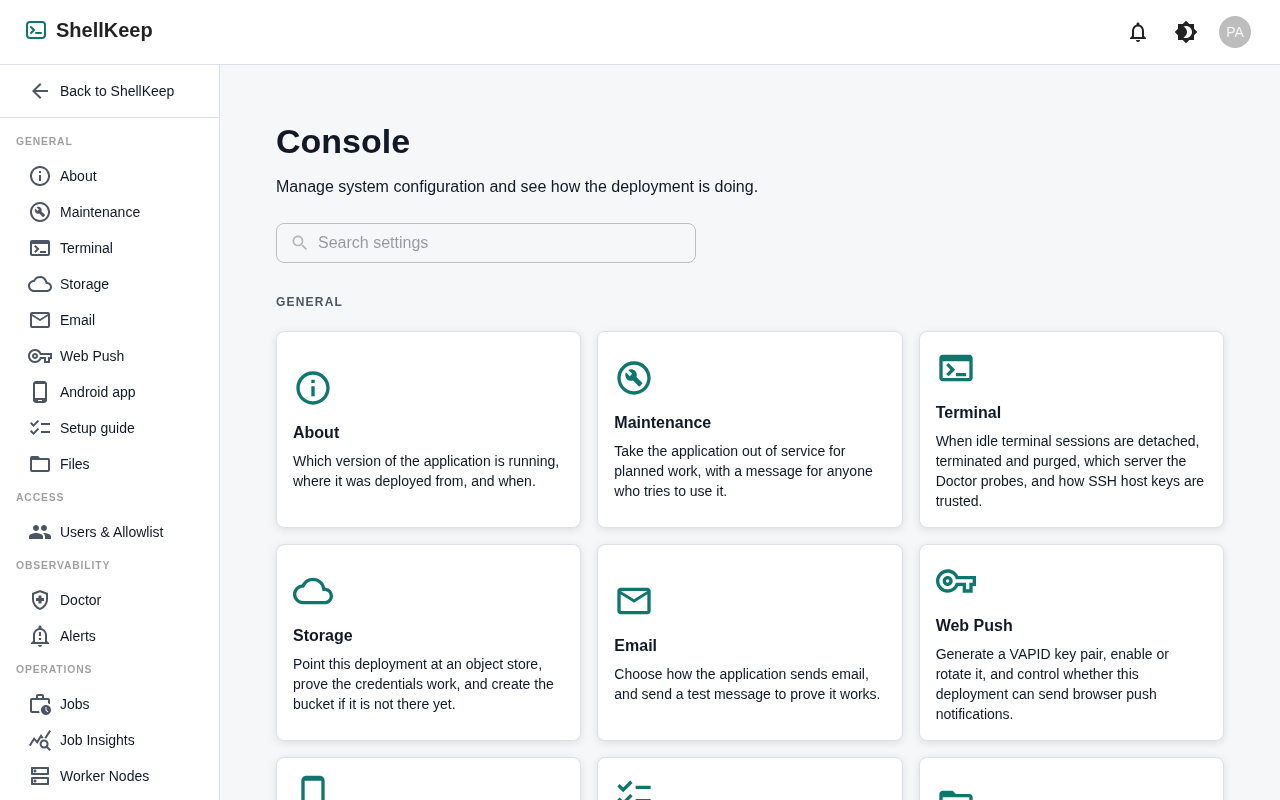 ShellKeep
PA
Back to ShellKeep
GENERAL
About
Maintenance
Terminal
Storage
Email
Web Push
Android app
Setup guide
Files
ACCESS
Users & Allowlist
OBSERVABILITY
Doctor
Alerts
OPERATIONS
Jobs
Job Insights
Worker Nodes
Console
Manage system configuration and see how the deployment is doing.
Search settings
GENERAL
About
Which version of the application is running,
where it was deployed from, and when.
Maintenance
Take the application out of service for
planned work, with a message for anyone
who tries to use it.
Terminal
When idle terminal sessions are detached,
terminated and purged, which server the
Doctor probes, and how SSH host keys are
trusted.
Storage
Point this deployment at an object store,
prove the credentials work, and create the
bucket if it is not there yet.
Email
Choose how the application sends email,
and send a test message to prove it works.
Web Push
Generate a VAPID key pair, enable or
rotate it, and control whether this
deployment can send browser push
notifications.